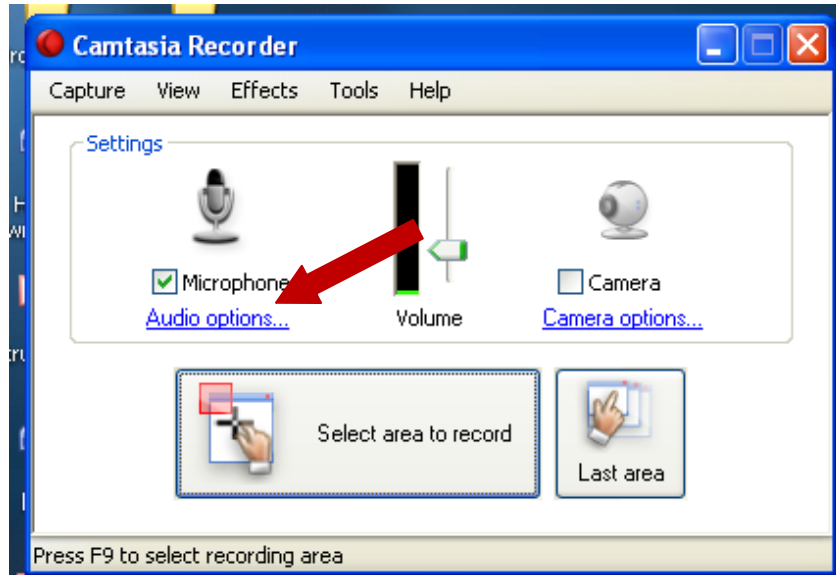 Camtasia Recorder
Capture View Effects Tools Help
Settings
Microphone
Camera
Audio options...
Volume
Camera options...
Select area to record
Last area
Press F9 to select recording area